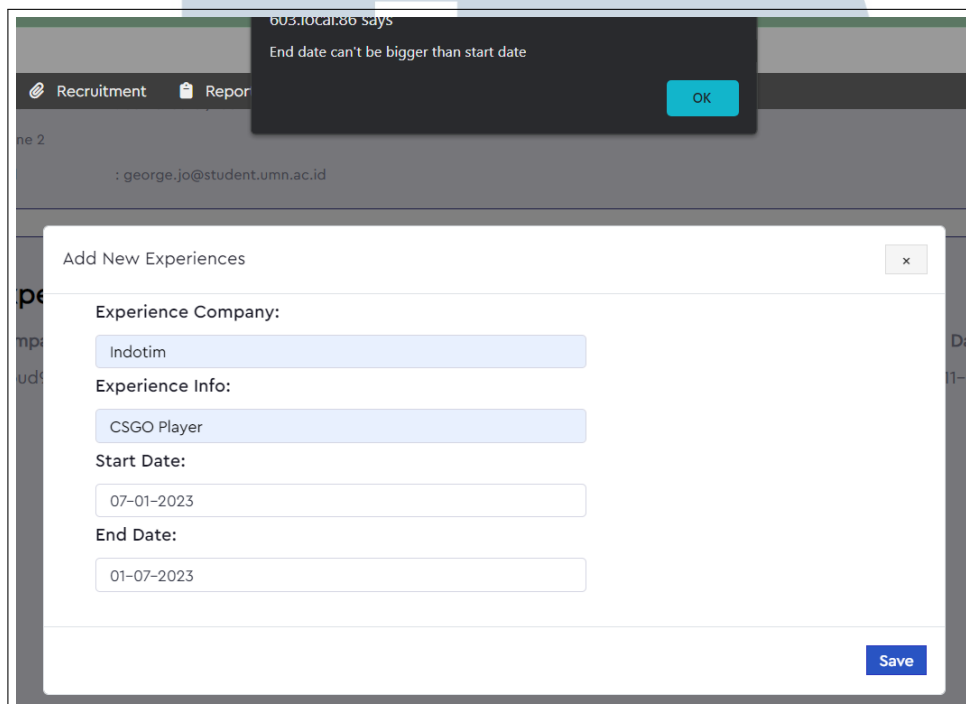 603.local:86 says
End date can't be bigger than start date
OK
Recruitment
Repor
ne 2
: george.jo@student.umn.ac.id
Add New Experiences
×
Experience Company:
Indotim
Experience Info:
CSGO Player
Start Date:
07-01-2023
End Date:
01-07-2023
Save